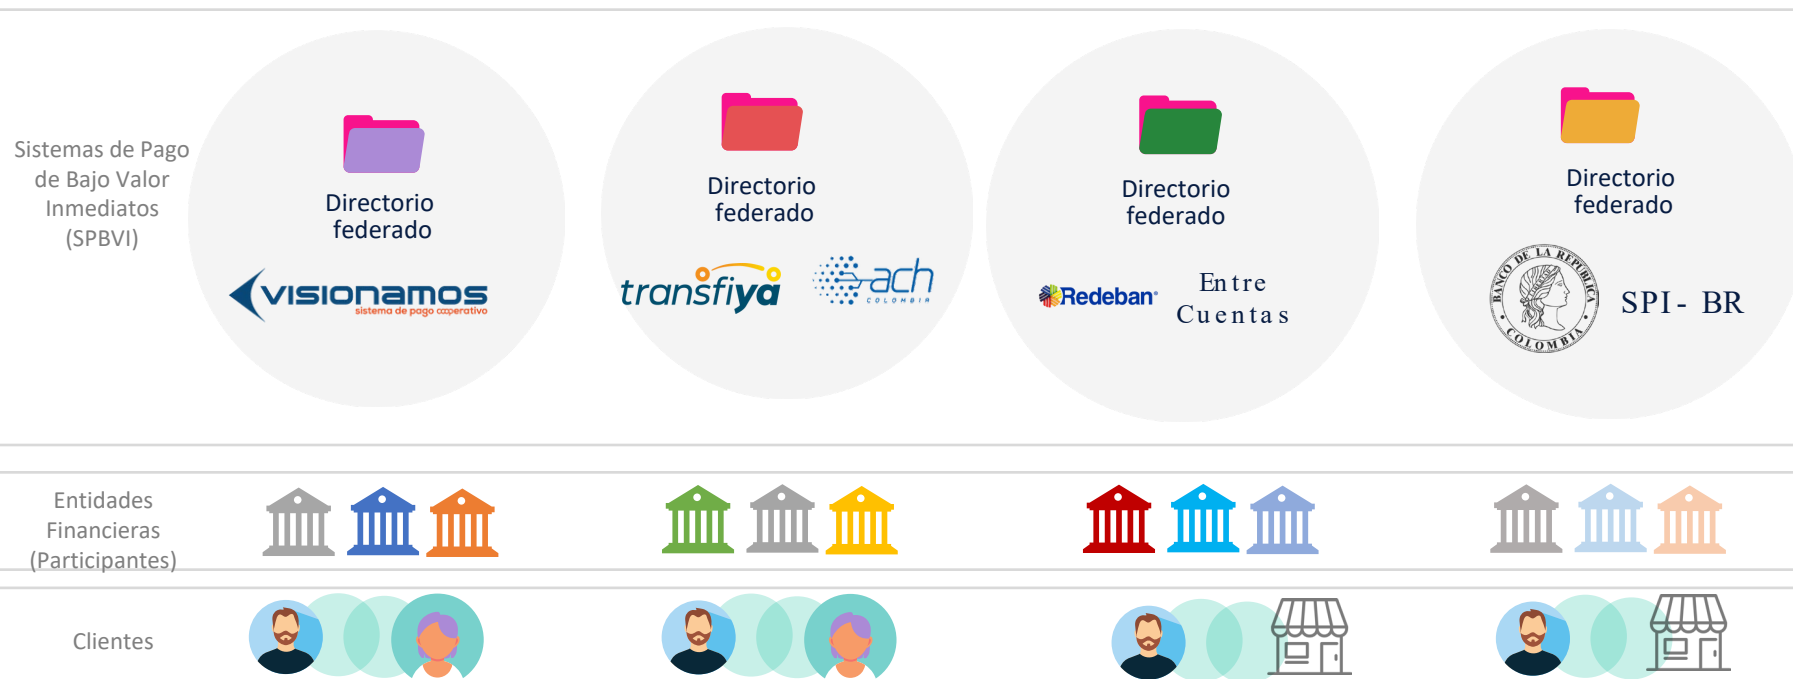 Sistemas de Pago
de Bajo Valor
Inmediatos
(SPBVI)
Directorio
federado
VISIONAMOS
sistema de pago cooperativo
Directorio
federado
transfiya
ach
COLOMBIA
Directorio
federado
Redeban
Entre
Cuentas
Directorio
federado
BANCO DE LA REPUBLICA
COLOMBIA
SPI- BR
Entidades
Financieras
(Participantes)
Clientes